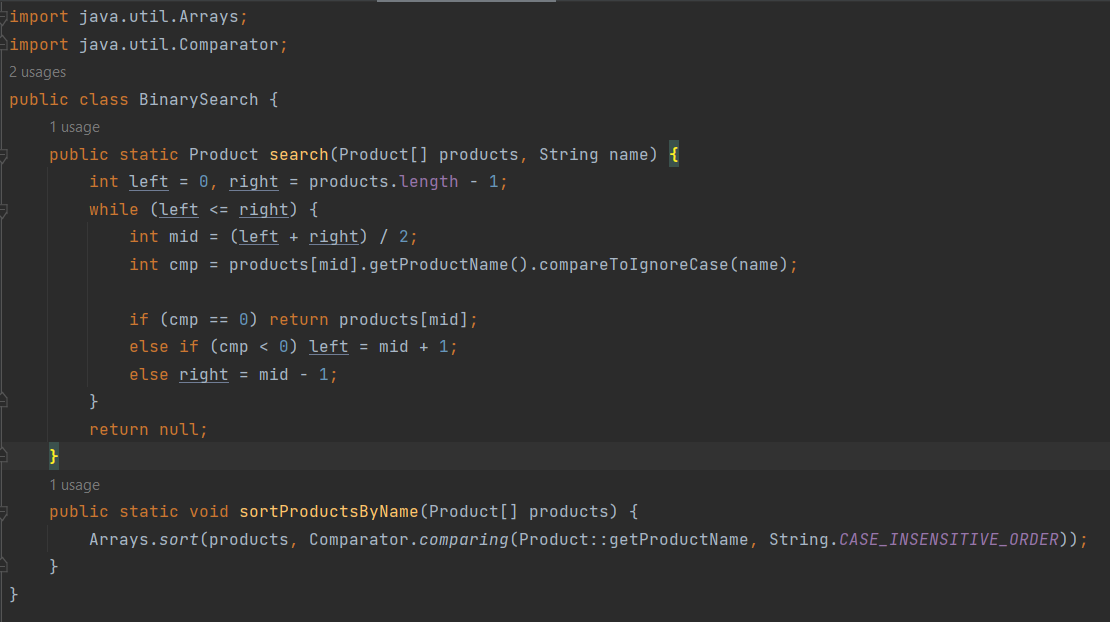 import java.util.Arrays;
import java.util.Comparator;
2 usages
public class BinarySearch {
1 usage
public static Product search(Product[] products, String name) {
int left = 0, right = products.length - 1;
while (left <= right) {
int mid = (left + right) / 2;
int cmp = products[mid].getProductName().compareToIgnoreCase(name);
if (cmp == 0) return products[mid];
else if (cmp < 0) left = mid + 1;
else right = mid - 1;
}
return null;
}
1 usage
public static void sortProductsByName(Product[] products) {
Arrays.sort(products, Comparator.comparing(Product::getProductName, String.CASE_INSENSITIVE_ORDER));
}
}